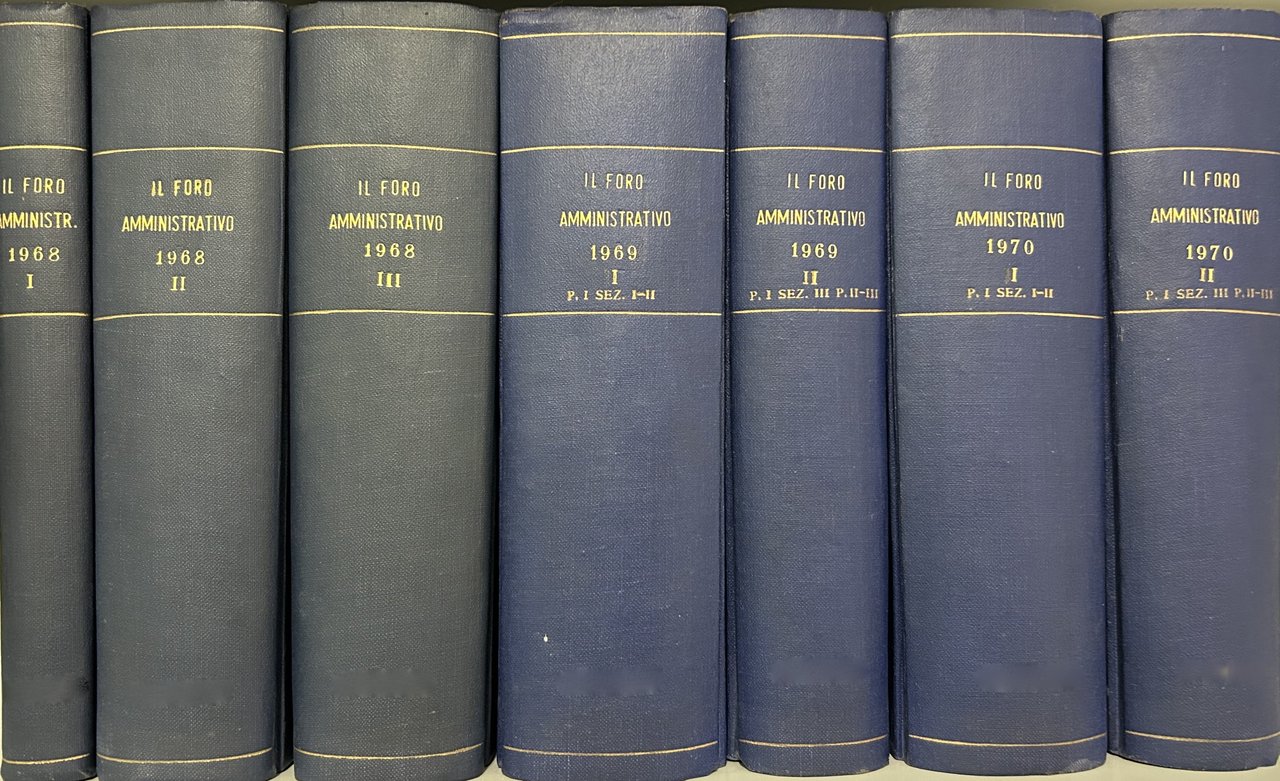 IL FORO
AMMINISTR.
1968
I
IL FORO
AMMINISTRATIVO
1968
II
IL FORO
AMMINISTRATIVO
1968
III
IL FORO
AMMINISTRATIVO
1969
I
P. I SEZ. I-II
IL FORO
AMMINISTRATIVO
1969
II
P. I SEZ. III P.II-III
IL FORO
AMMINISTRATIVO
1970
I
P. I SEZ. I-II
IL FORO
AMMINISTRATIVO
1970
II
P. I SEZ. III P.II-III